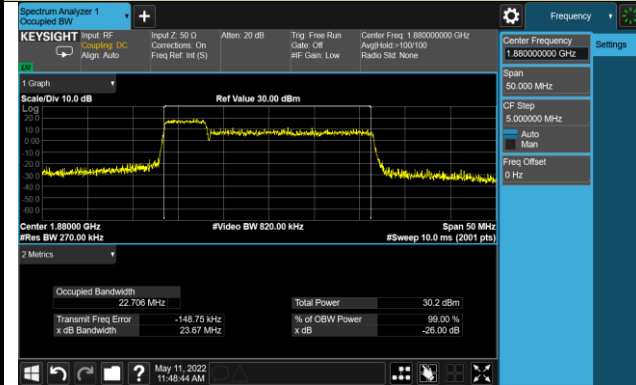 Spectrum Analyzer 1
Occupied BW
Frequency
KEYSIGHT
Input: RF
Coupling: DC
Align: Auto
Input Z: 50 Ω
Corrections: On
Freq Ref: Int (S)
Atten: 20 dB
Trig: Free Run
Gate: Off
#IF Gain: Low
Center Freq: 1.880000000 GHz
Avg|Hold:>100/100
Radio Std: None
Center Frequency
1.880000000 GHz
Settings
Span
50.000 MHz
CF Step
5.000000 MHz
Auto
Man
Freq Offset
0 Hz
1 Graph
Scale/Div 10.0 dB
Ref Value 30.00 dBm
Log
20.0
10.0
0.00
-10.0
-20.0
-30.0
-40.0
-50.0
-60.0
Center 1.88000 GHz
#Video BW 820.00 kHz
Span 50 MHz
#Res BW 270.00 kHz
#Sweep 10.0 ms (2001 pts)
2 Metrics
Occupied Bandwidth
22.706 MHz
Total Power
30.2 dBm
Transmit Freq Error
-148.75 kHz
% of OBW Power
99.00 %
x dB Bandwidth
23.67 MHz
x dB
-26.00 dB
May 11, 2022
11:48:44 AM